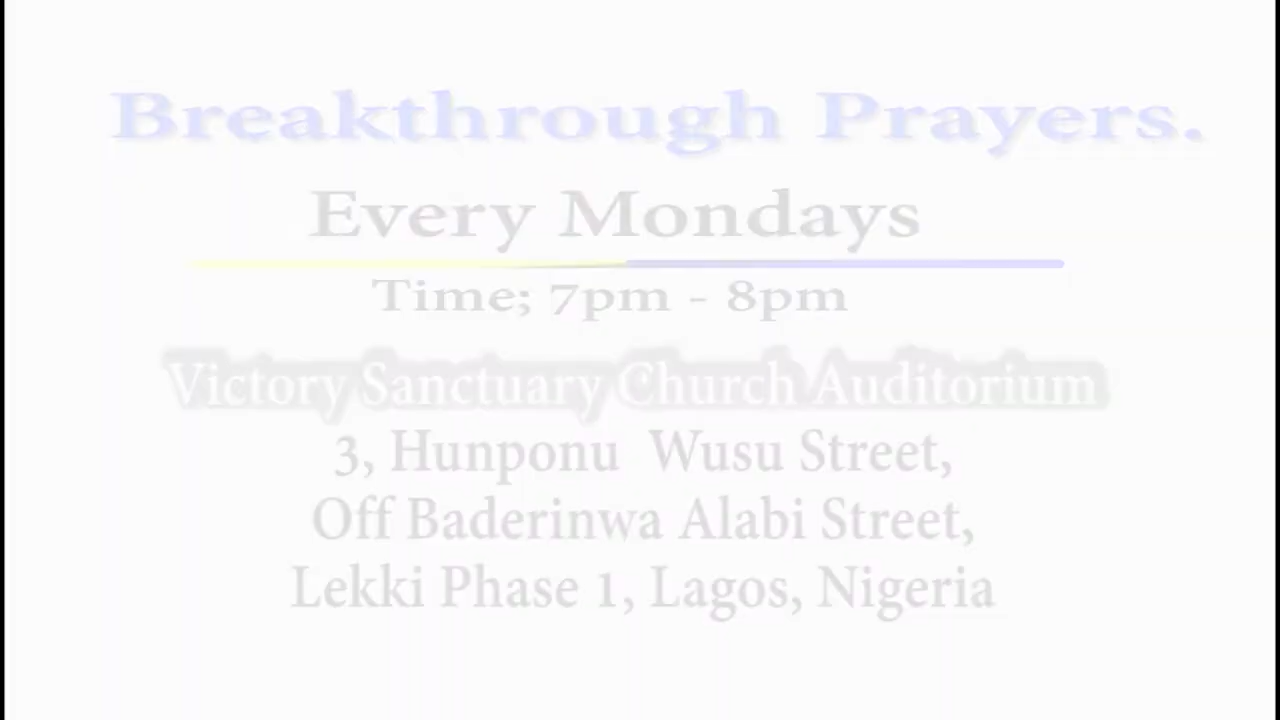 Breakthrough Prayers.
Every Mondays
Time; 7pm - 8pm
Victory Sanctuary Church Auditorium
3, Hunponu Wusu Street,
Off Baderinwa Alabi Street,
Lekki Phase 1, Lagos, Nigeria